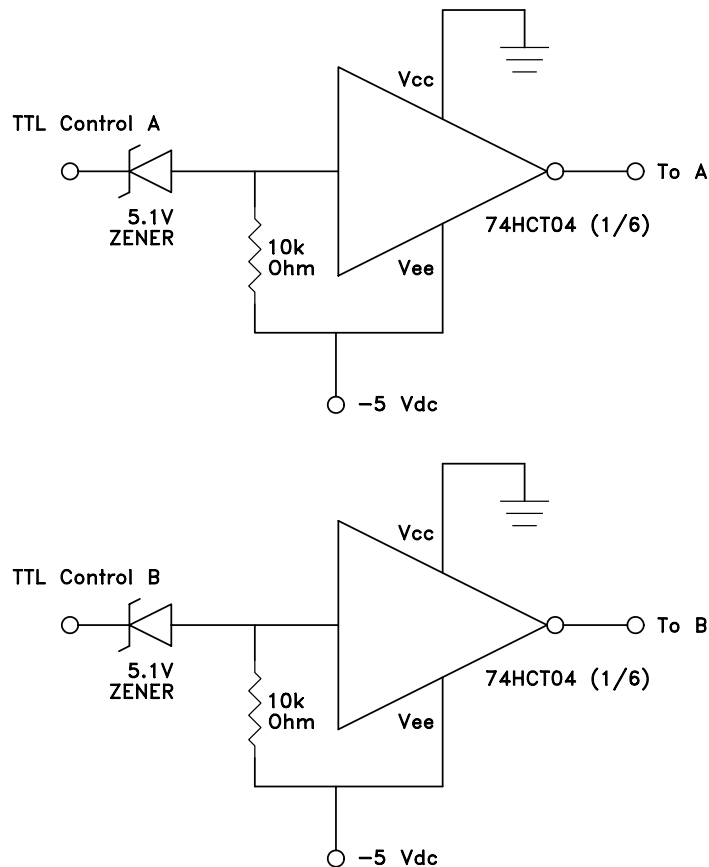 Vcc
TTL Control A
To A
5.1V
ZENER
74HCT04 (1/6)
10k
Ohm
Vee
-5 Vdc
Vcc
TTL Control B
To B
5.1V
ZENER
74HCT04 (1/6)
10k
Ohm
Vee
-5 Vdc